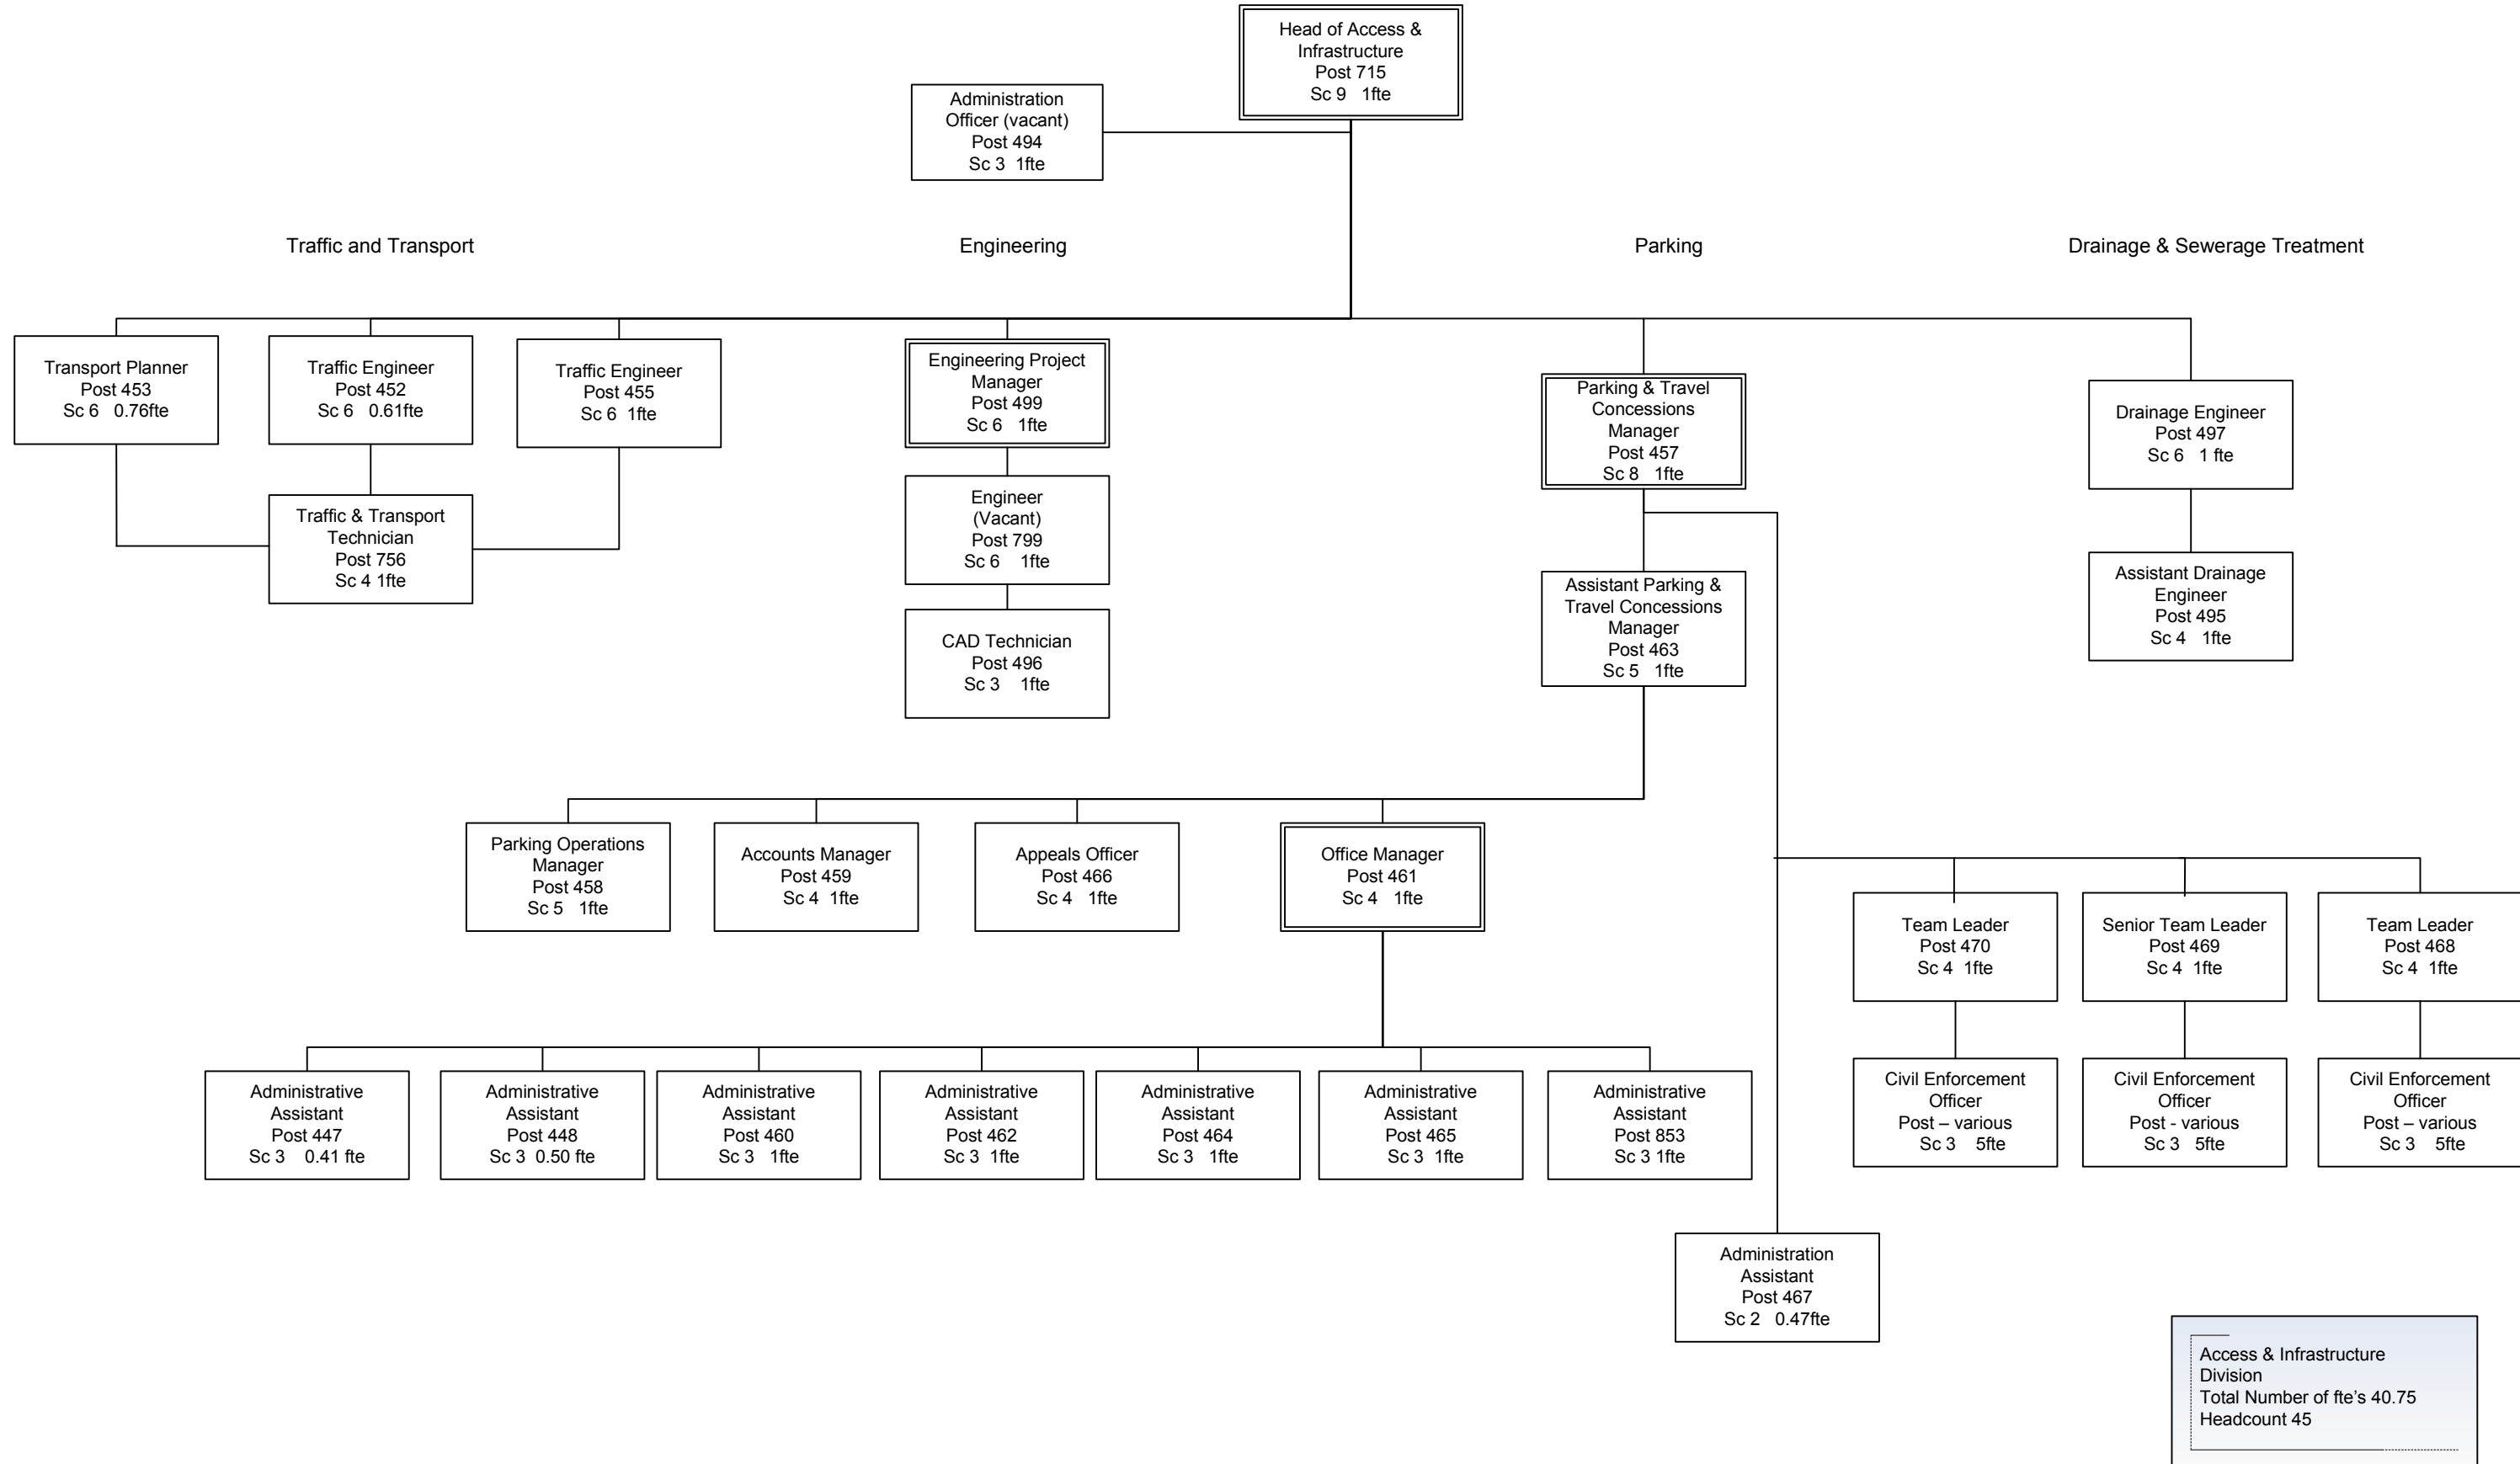 Head of Access &
Infrastructure
Post 715
Sc 9 1fte
Administration
Officer (vacant)
Post 494
Sc 3 1fte
Traffic and Transport
Engineering
Parking
Drainage & Sewerage Treatment
Transport Planner
Post 453
Sc 6 0.76fte
Traffic Engineer
Post 452
Sc 6 0.61fte
Traffic Engineer
Post 455
Sc 6 1fte
Engineering Project
Manager
Post 499
Sc 6 1fte
Parking & Travel
Concessions
Manager
Post 457
Sc 8 1fte
Drainage Engineer
Post 497
Sc 6 1 fte
Traffic & Transport
Technician
Post 756
Sc 4 1fte
Engineer
(Vacant)
Post 799
Sc 6 1fte
CAD Technician
Post 496
Sc 3 1fte
Assistant Parking &
Travel Concessions
Manager
Post 463
Sc 5 1fte
Assistant Drainage
Engineer
Post 495
Sc 4 1fte
Parking Operations
Manager
Post 458
Sc 5 1fte
Accounts Manager
Post 459
Sc 4 1fte
Appeals Officer
Post 466
Sc 4 1fte
Office Manager
Post 461
Sc 4 1fte
Team Leader
Post 470
Sc 4 1fte
Senior Team Leader
Post 469
Sc 4 1fte
Team Leader
Post 468
Sc 4 1fte
Administrative
Assistant
Post 447
Sc 3 0.41 fte
Administrative
Assistant
Post 448
Sc 3 0.50 fte
Administrative
Assistant
Post 460
Sc 3 1fte
Administrative
Assistant
Post 462
Sc 3 1fte
Administrative
Assistant
Post 464
Sc 3 1fte
Administrative
Assistant
Post 465
Sc 3 1fte
Administrative
Assistant
Post 853
Sc 3 1fte
Civil Enforcement
Officer
Post – various
Sc 3 5fte
Civil Enforcement
Officer
Post - various
Sc 3 5fte
Civil Enforcement
Officer
Post – various
Sc 3 5fte
Administration
Assistant
Post 467
Sc 2 0.47fte
Access & Infrastructure
Division
Total Number of fte's 40.75
Headcount 45